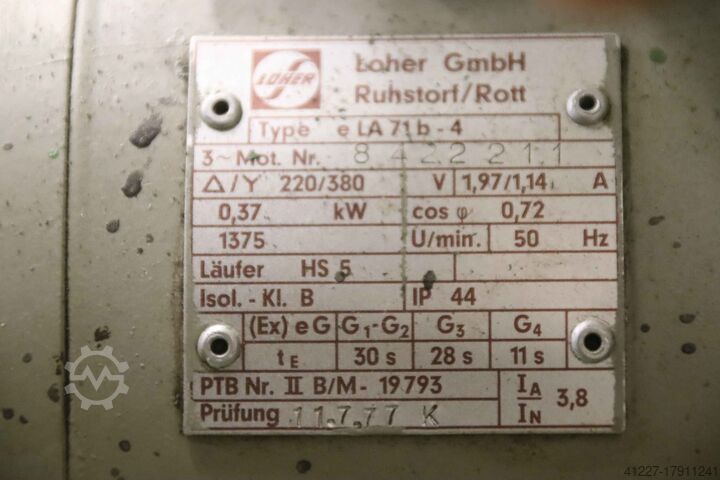 LOHER
Loher GmbH
Ruhstorf/Rott
Type e LA 71 b - 4
3~Mot. Nr. 8422211
△/Y 220/380 V 1,97/1,14 A
0,37 kW cos φ 0,72
1375 U/min. 50 Hz
Läufer HS 5
Isol.-Kl. B IP 44
(Ex) e G G1-G2 G3 G4
tE 30 s 28 s 11 s
PTB Nr. II B/M-19793 IA/IN 3,8
Prüfung 11.7.77 K
41227-17911241